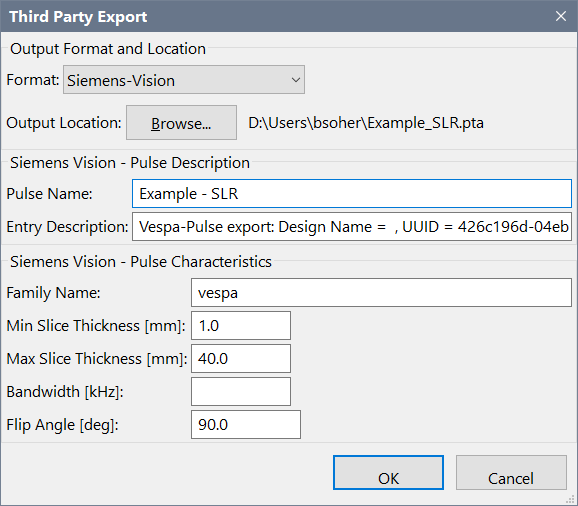 Third Party Export
Output Format and Location
Format: Siemens-Vision
Output Location: Browse... D:\Users\bsoher\Example_SLR.pta
Siemens Vision - Pulse Description
Pulse Name: Example - SLR
Entry Description: Vespa-Pulse export: Design Name =  , UUID = 426c196d-04eb
Siemens Vision - Pulse Characteristics
Family Name: vespa
Min Slice Thickness [mm]: 1.0
Max Slice Thickness [mm]: 40.0
Bandwidth [kHz]:
Flip Angle [deg]: 90.0
OK Cancel